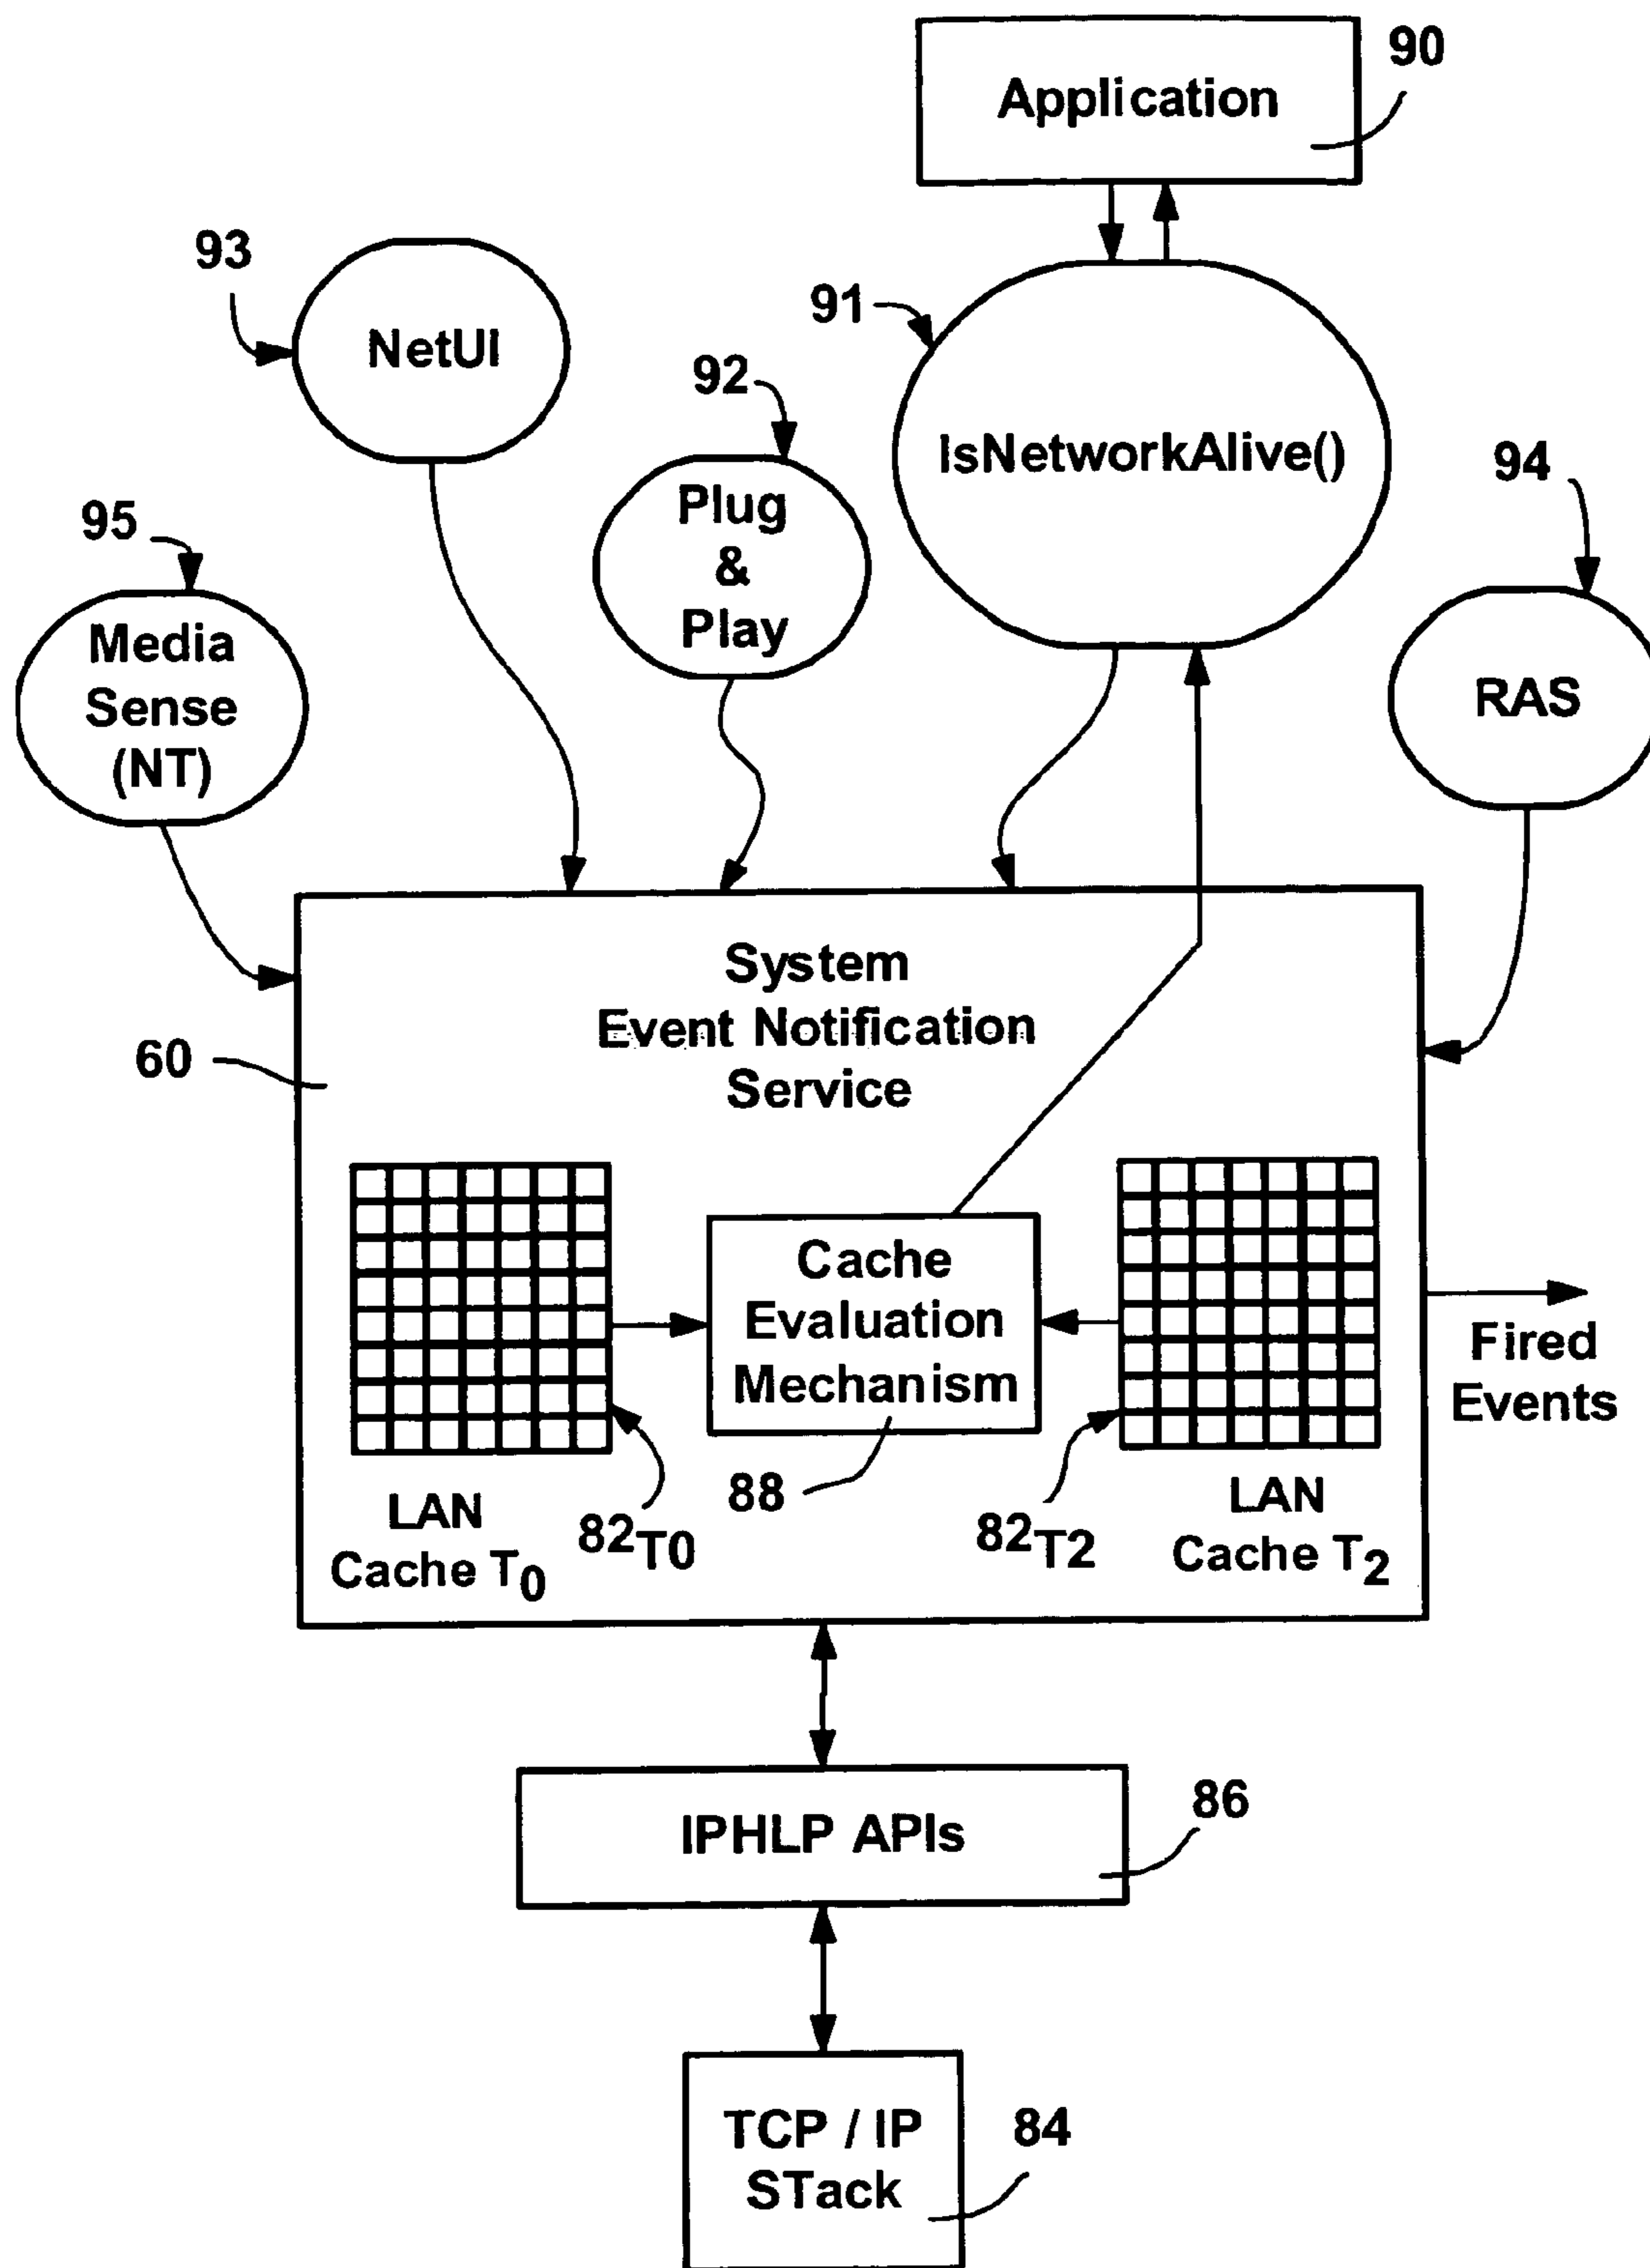 90
Application
93
91
NetUI
92
IsNetworkAlive()
94
95
Plug
&
Play
Media
Sense
(NT)
RAS
System
Event Notification
Service
60
Cache
Evaluation
Mechanism
Fired
Events
88
LAN
Cache T0
82T0
82T2
LAN
Cache T2
86
IPHLP APIs
84
TCP / IP
STack